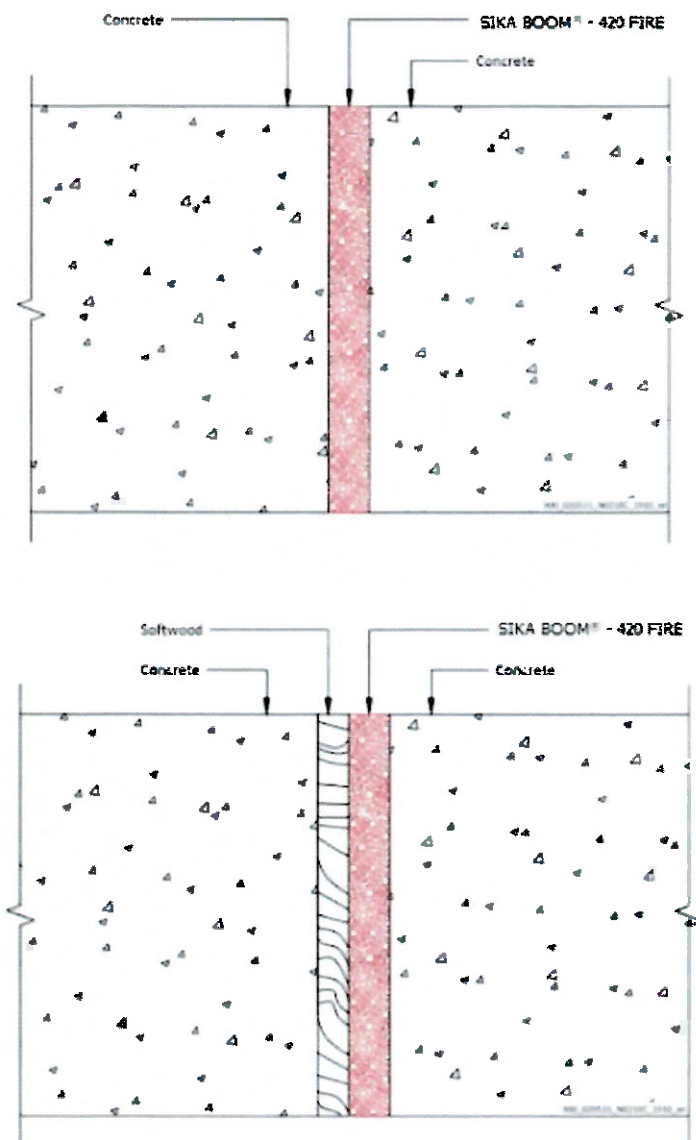 Concrete
SIKA BOOM® - 420 FIRE
Concrete
Softwood
SIKA BOOM® - 420 FIRE
Concrete
Concrete